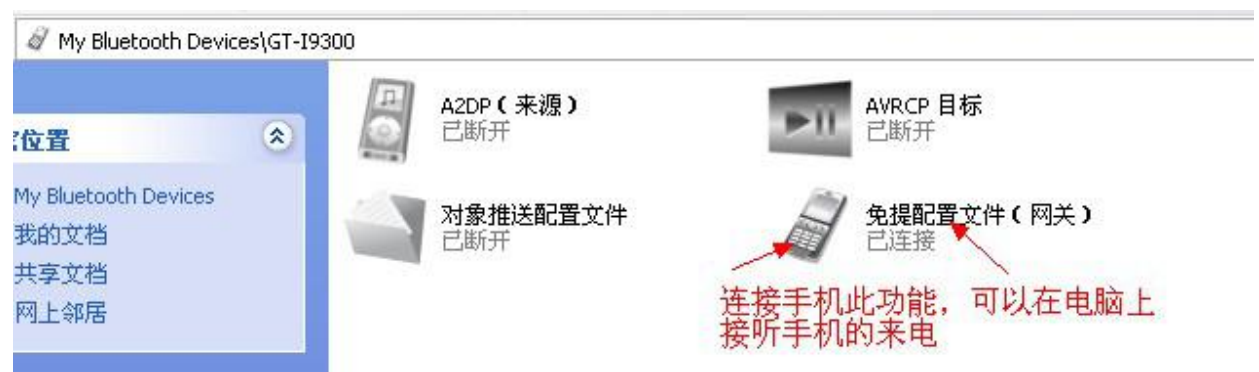 My Bluetooth Devices\GT-I9300
A2DP ( 来源 )
已断开
AVRCP 目标
已断开
位置
My Bluetooth Devices
我的文档
共享文档
网上邻居
对象推送配置文件
已断开
免提配置文件 ( 网关 )
已连接
连接手机此功能，可以在电脑上
接听手机的来电